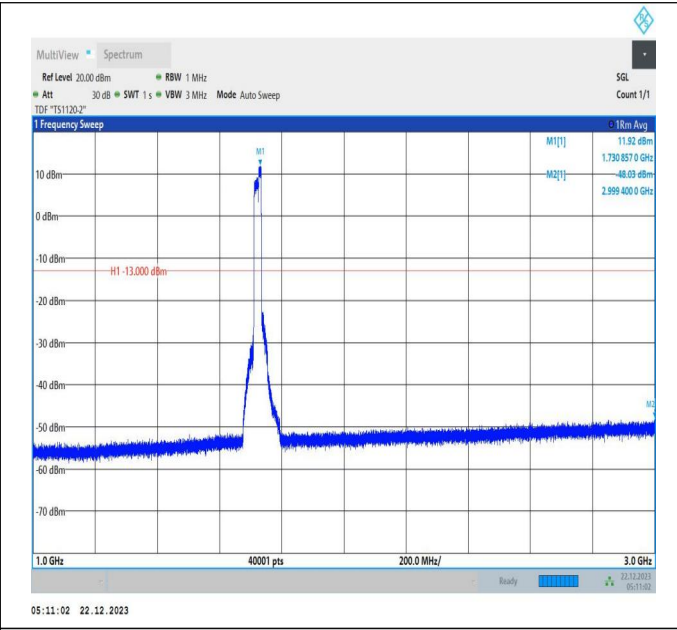 R&S
MultiView Spectrum
Ref Level 20.00 dBm RBW 1 MHz SGL
Att 30 dB SWT 1 s VBW 3 MHz Mode Auto Sweep Count 1/1
TDF "TS1120-2"
1 Frequency Sweep 1Rm Avg
M1[1] 11.92 dBm
1.730 857 0 GHz
M2[1] -48.03 dBm
2.999 400 0 GHz
M1
10 dBm
0 dBm
-10 dBm
H1 -13.000 dBm
-20 dBm
-30 dBm
-40 dBm
M2
-50 dBm
-60 dBm
-70 dBm
1.0 GHz 40001 pts 200.0 MHz/ 3.0 GHz
Ready 22.12.2023
05:11:02
05:11:02 22.12.2023